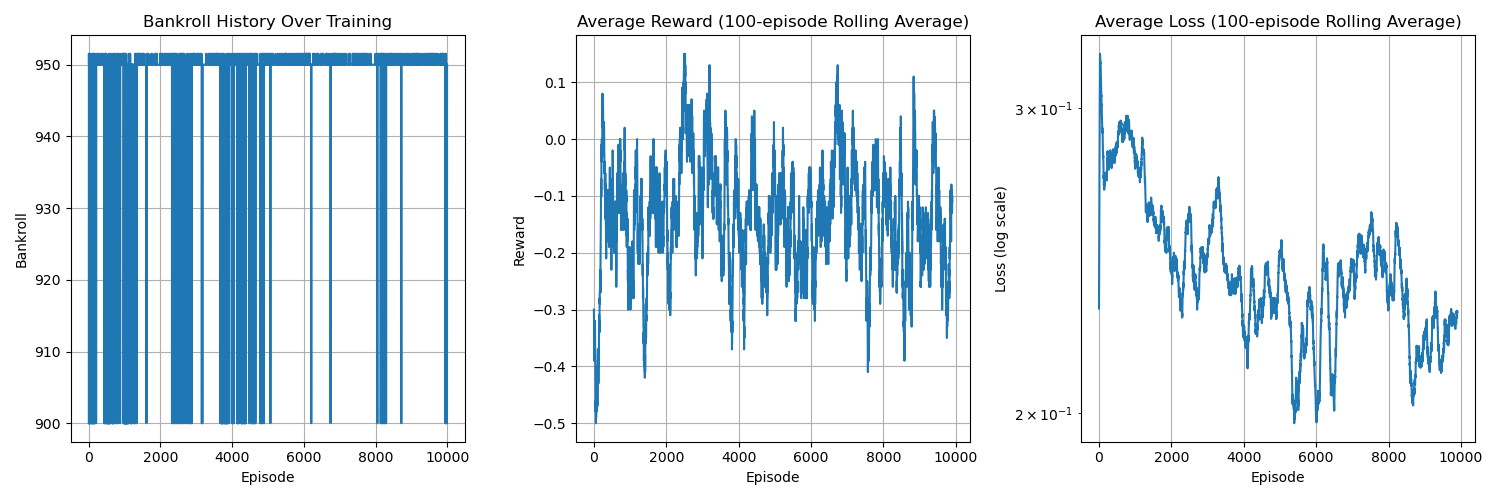 Bankroll History Over Training
Bankroll
950
940
930
920
910
900
0 2000 4000 6000 8000 10000
Episode
Average Reward (100-episode Rolling Average)
Reward
0.1
0.0
−0.1
−0.2
−0.3
−0.4
−0.5
0 2000 4000 6000 8000 10000
Episode
Average Loss (100-episode Rolling Average)
Loss (log scale)
3 × 10⁻¹
2 × 10⁻¹
0 2000 4000 6000 8000 10000
Episode